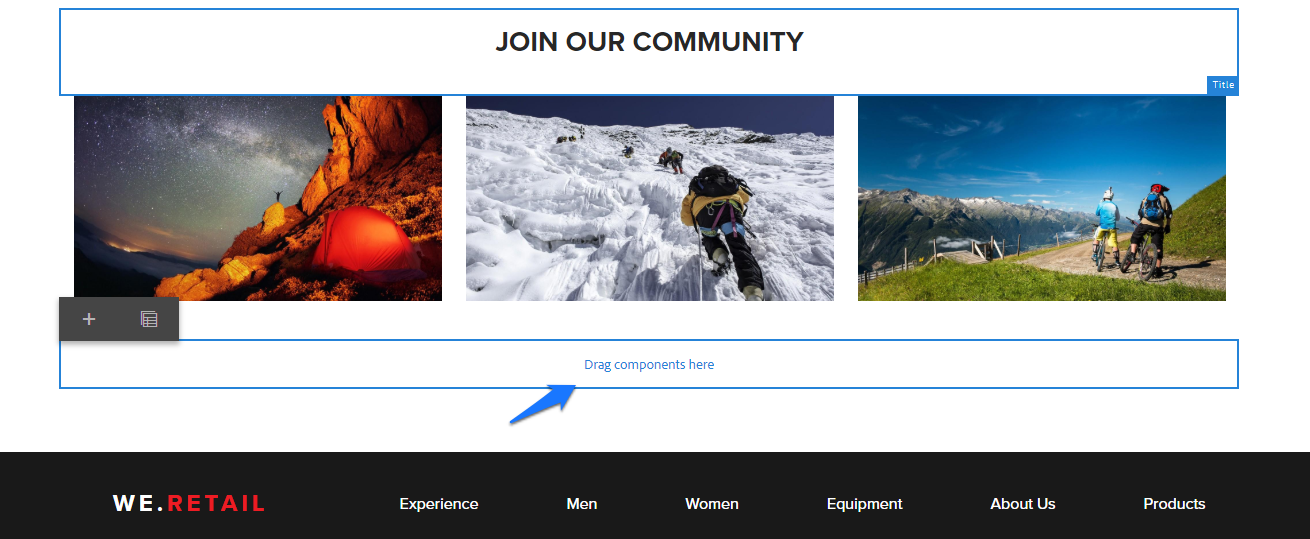 JOIN OUR COMMUNITY
Title
Drag components here
WE.RETAIL Experience Men Women Equipment About Us Products